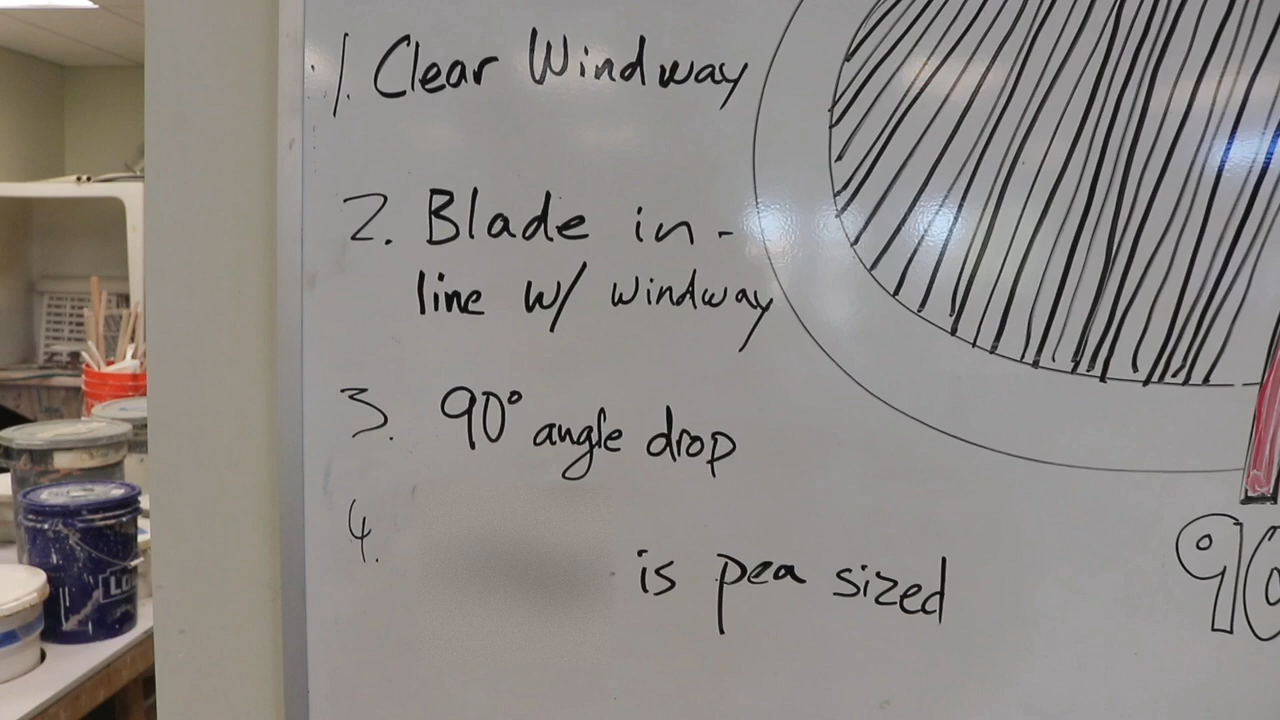 1. Clear Windway
2. Blade in-
line w/ windway
3. 90° angle drop
4. is pea sized
90